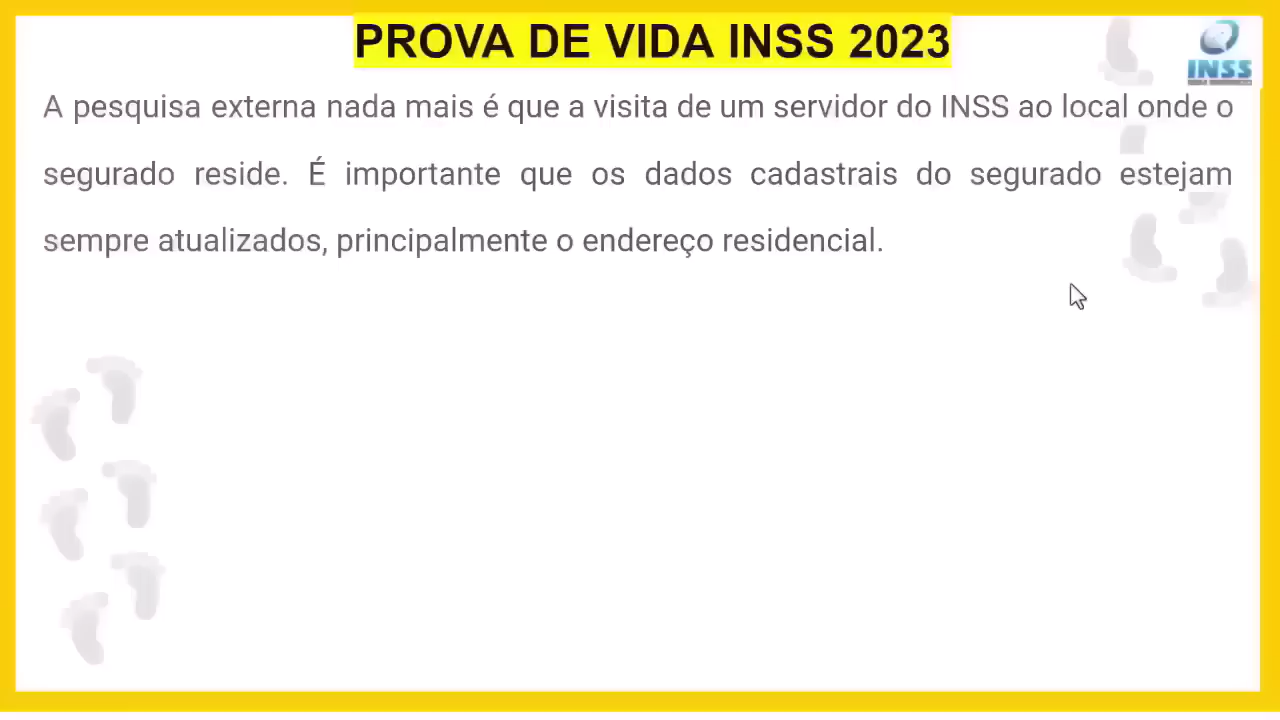 PROVA DE VIDA INSS 2023
INSS
A pesquisa externa nada mais é que a visita de um servidor do INSS ao local onde o
segurado reside. É importante que os dados cadastrais do segurado estejam
sempre atualizados, principalmente o endereço residencial.